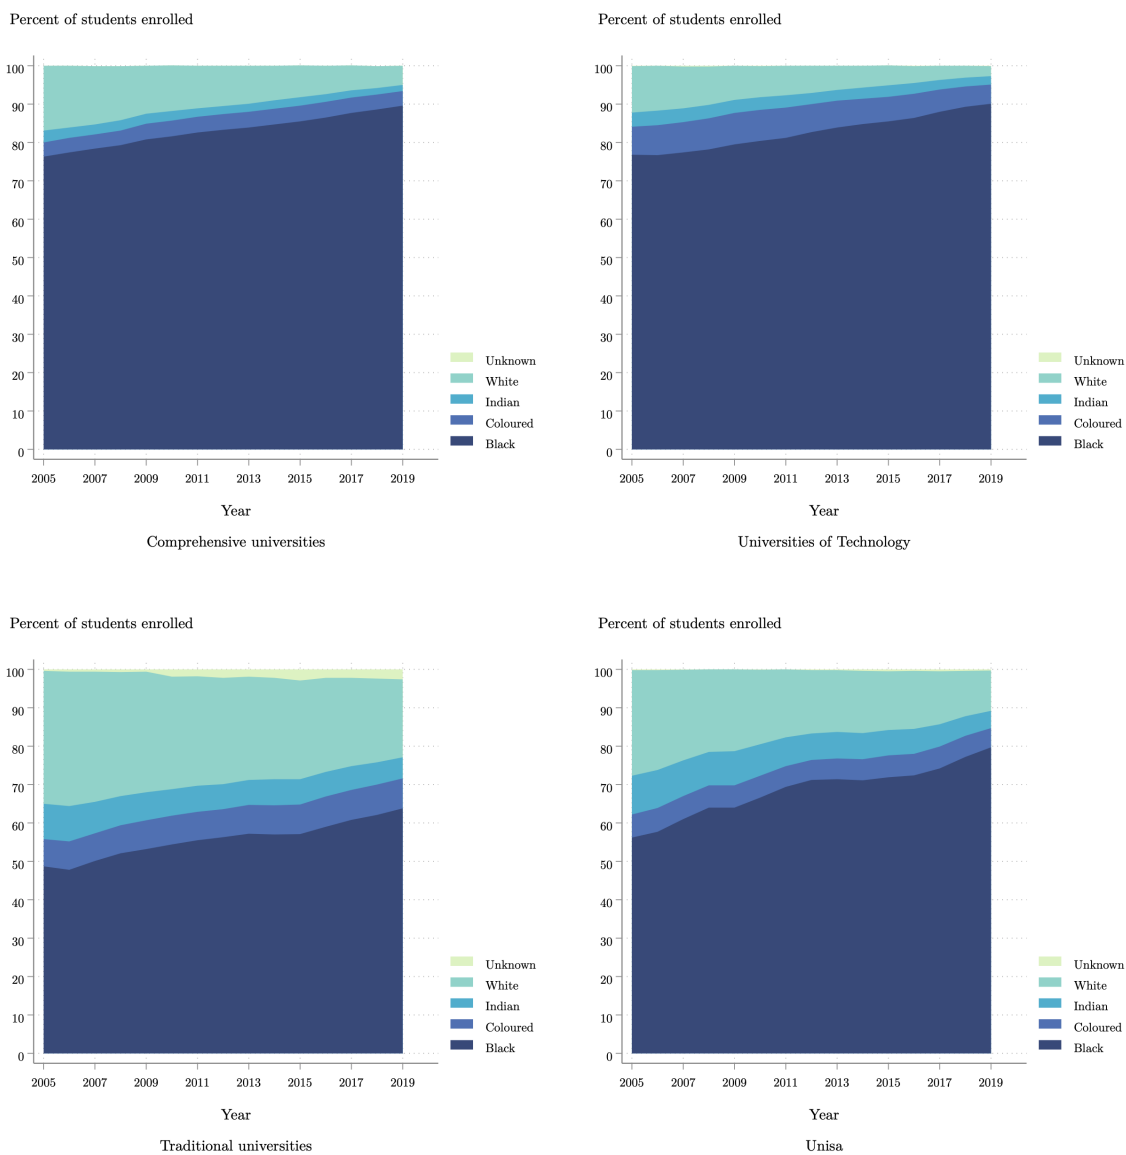 Percent of students enrolled
100
90
80
70
60
50
40
30
20
10
0
2005 2007 2009 2011 2013 2015 2017 2019
Year
Unknown
White
Indian
Coloured
Black
Comprehensive universities
Percent of students enrolled
100
90
80
70
60
50
40
30
20
10
0
2005 2007 2009 2011 2013 2015 2017 2019
Year
Unknown
White
Indian
Coloured
Black
Universities of Technology
Percent of students enrolled
100
90
80
70
60
50
40
30
20
10
0
2005 2007 2009 2011 2013 2015 2017 2019
Year
Unknown
White
Indian
Coloured
Black
Traditional universities
Percent of students enrolled
100
90
80
70
60
50
40
30
20
10
0
2005 2007 2009 2011 2013 2015 2017 2019
Year
Unknown
White
Indian
Coloured
Black
Unisa